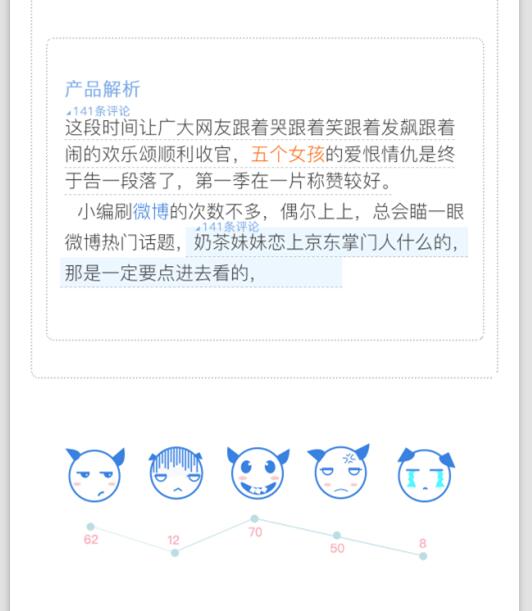 产品解析
141条评论
这段时间让广大网友跟着哭跟着笑跟着发飙跟着
闹的欢乐颂顺利收官，五个女孩的爱恨情仇是终
于告一段落了，第一季在一片称赞较好。
小编刷微博的次数不多，偶尔上上，总会瞄一眼
141条评论
微博热门话题，奶茶妹妹恋上京东掌门人什么的，
那是一定要点进去看的，
62
12
70
50
8